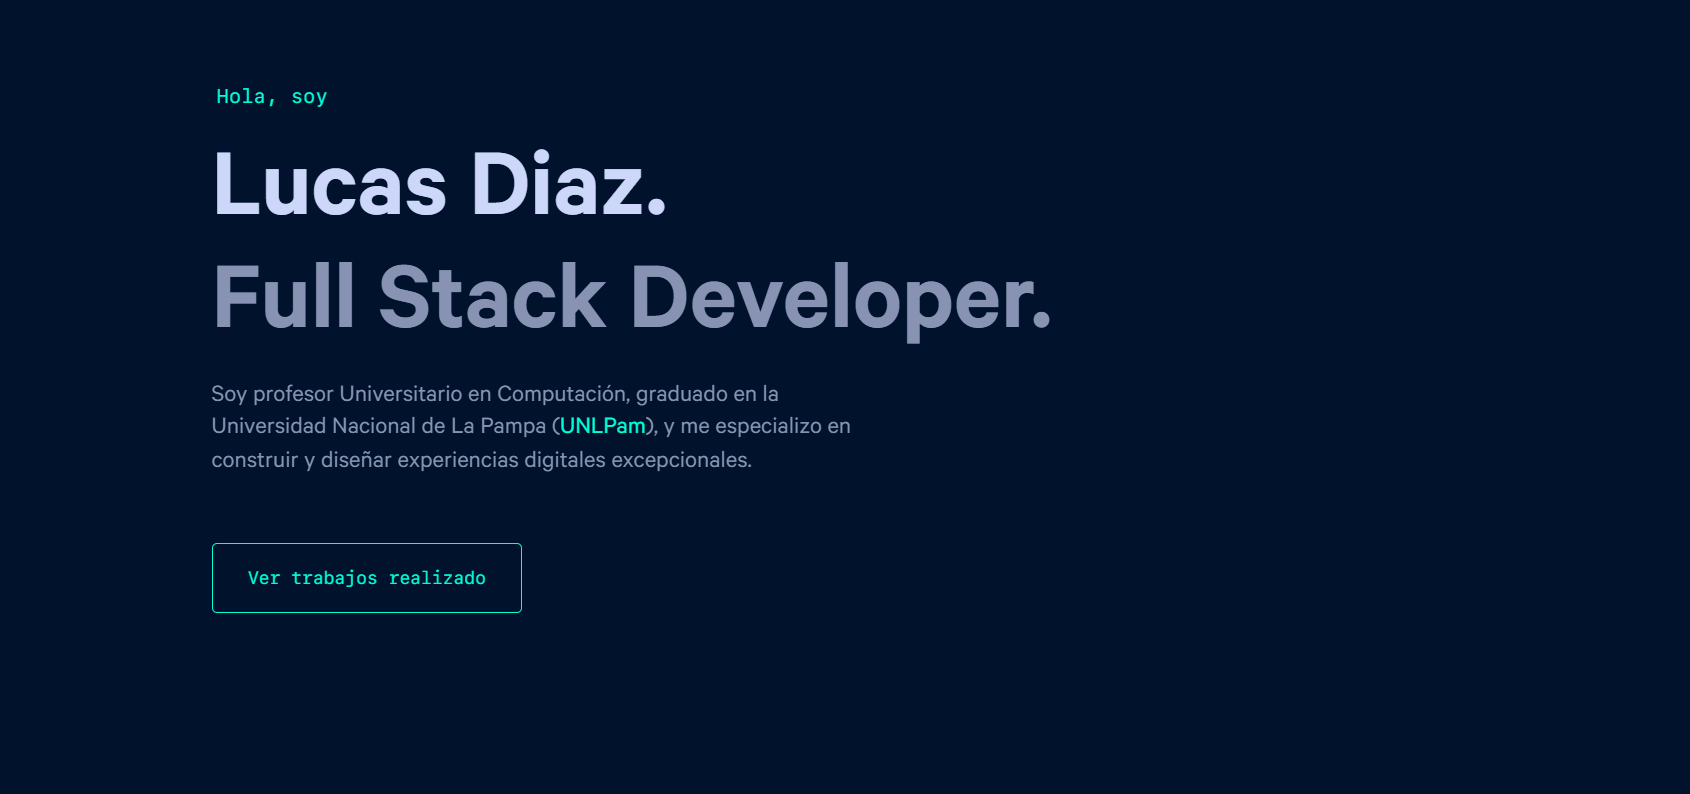 Hola, soy
Lucas Diaz.
Full Stack Developer.
Soy profesor Universitario en Computación, graduado en la
Universidad Nacional de La Pampa (UNLPam), y me especializo en
construir y diseñar experiencias digitales excepcionales.
Ver trabajos realizado